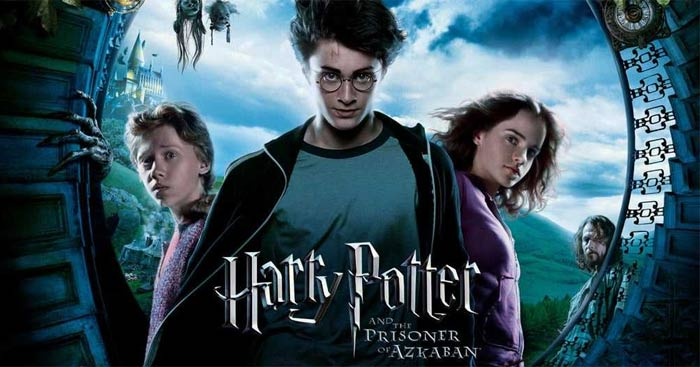 Harry Potter
AND THE
PRISONER
OF AZKABAN